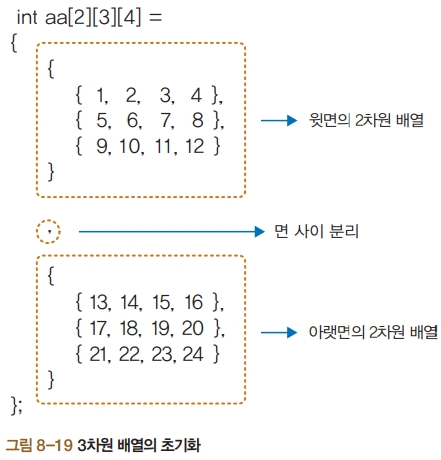 int aa[2][3][4] =
{
{
{ 1, 2, 3, 4 },
{ 5, 6, 7, 8 },
{ 9, 10, 11, 12 }
}
윗면의 2차원 배열
,
면 사이 분리
{
{ 13, 14, 15, 16 },
{ 17, 18, 19, 20 },
{ 21, 22, 23, 24 }
}
아랫면의 2차원 배열
};
그림 8-19 3차원 배열의 초기화